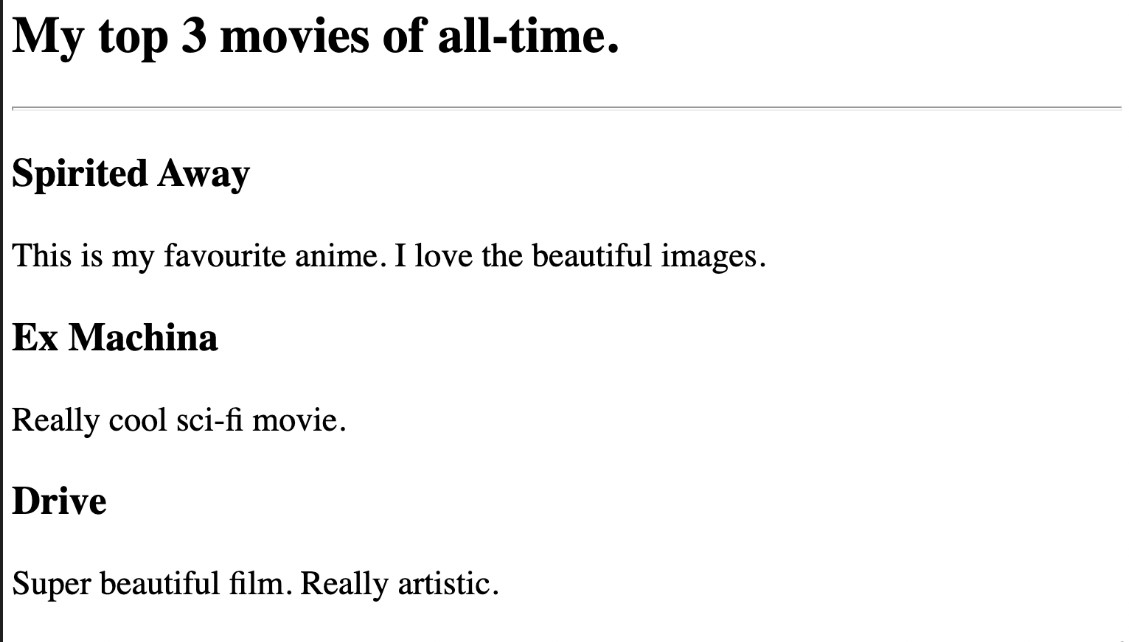 My top 3 movies of all-time.
Spirited Away
This is my favourite anime. I love the beautiful images.
Ex Machina
Really cool sci-fi movie.
Drive
Super beautiful film. Really artistic.